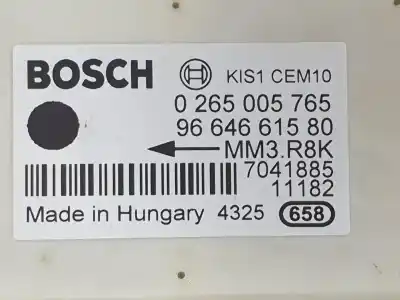 BOSCH KIS1 CEM10
0 265 005 765
96 646 615 80
MM3.R8K
7041885
11182
Made in Hungary 4325 658